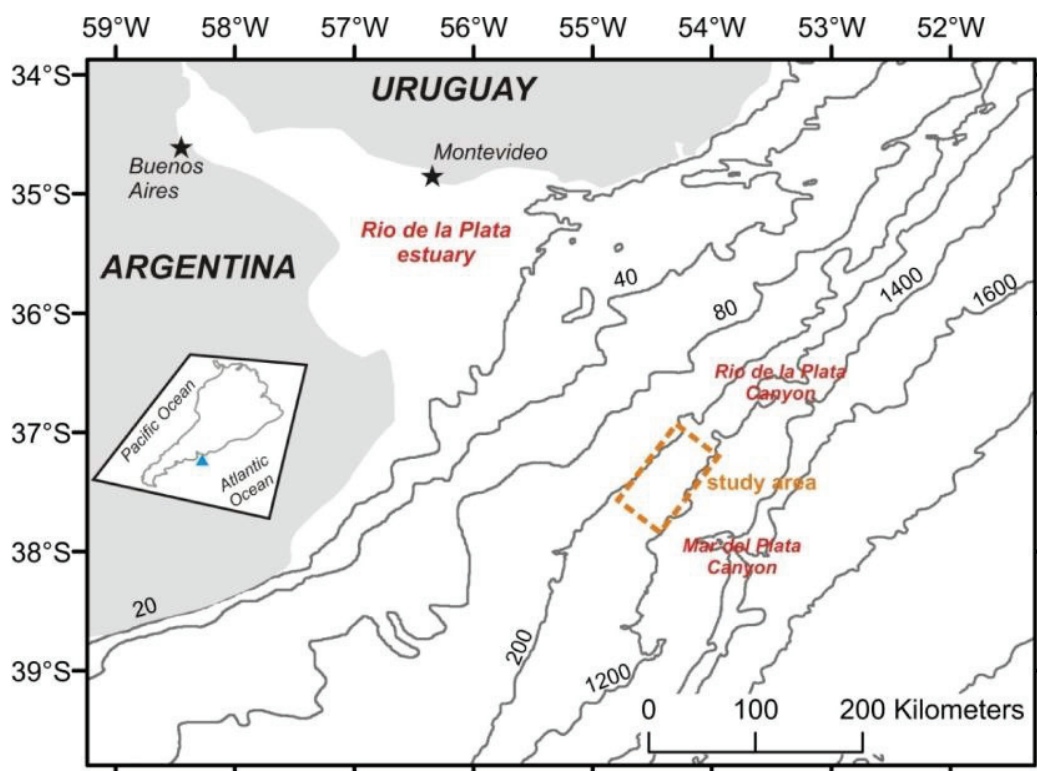 59°W 58°W 57°W 56°W 55°W 54°W 53°W 52°W
34°S
35°S
36°S
37°S
38°S
39°S
URUGUAY
Buenos
Aires
Montevideo
Rio de la Plata
estuary
ARGENTINA
40
80
1400
1600
Rio de la Plata
Canyon
Pacific Ocean
Atlantic
Ocean
study area
Mar del Plata
Canyon
20
200
1200
0 100 200 Kilometers